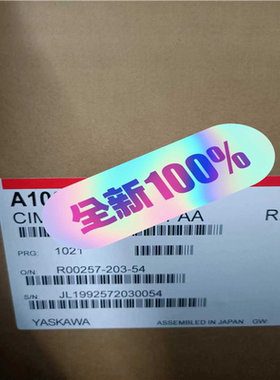 全新100%
A10
CIM
AA
R
PRG: 1021
O/N: R00257-203-54
S/N: JL1992572030054
YASKAWA
ASSEMBLED IN JAPAN GW